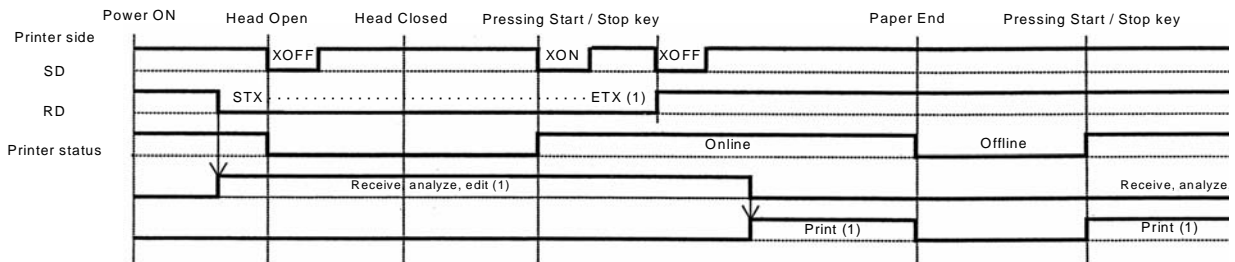 Power ON Head Open Head Closed Pressing Start / Stop key Paper End Pressing Start / Stop key
Printer side
XOFF XON XOFF
SD
STX ETX (1)
RD
Printer status Online Offline
Receive, analyze, edit (1) Receive, analyze
Print (1) Print (1)